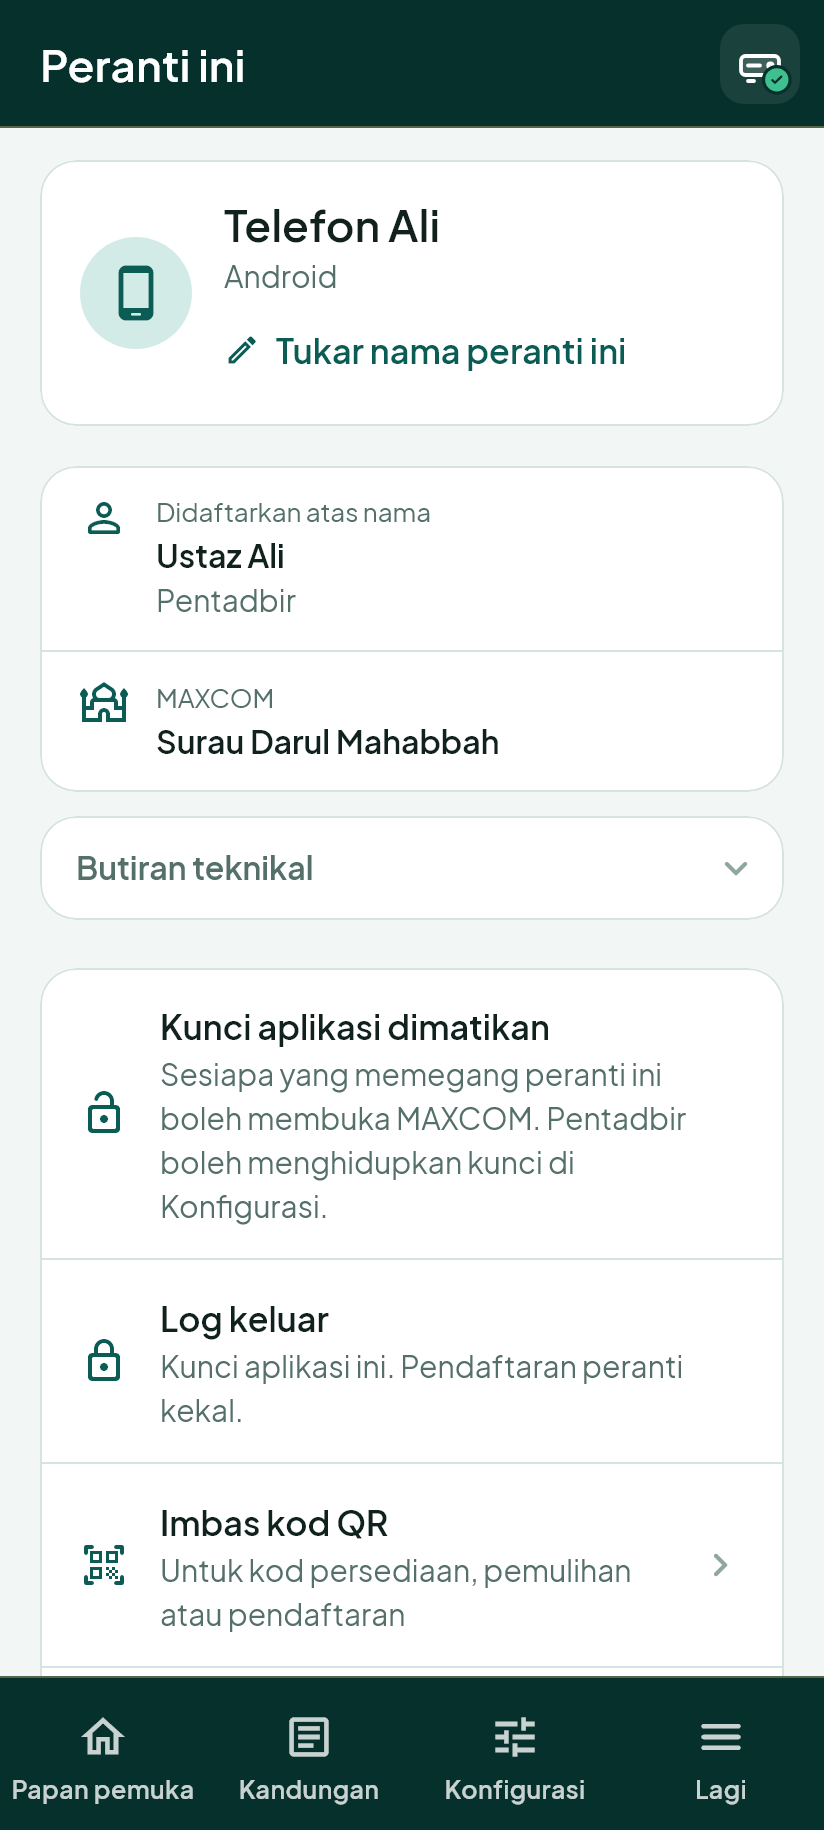 Peranti ini
Telefon Ali
Android
Tukar nama peranti ini
Didaftarkan atas nama
Ustaz Ali
Pentadbir
MAXCOM
Surau Darul Mahabbah
Butiran teknikal
Kunci aplikasi dimatikan
Sesiapa yang memegang peranti ini
boleh membuka MAXCOM. Pentadbir
boleh menghidupkan kunci di
Konfigurasi.
Log keluar
Kunci aplikasi ini. Pendaftaran peranti
kekal.
Imbas kod QR
Untuk kod persediaan, pemulihan
atau pendaftaran
Papan pemuka
Kandungan
Konfigurasi
Lagi